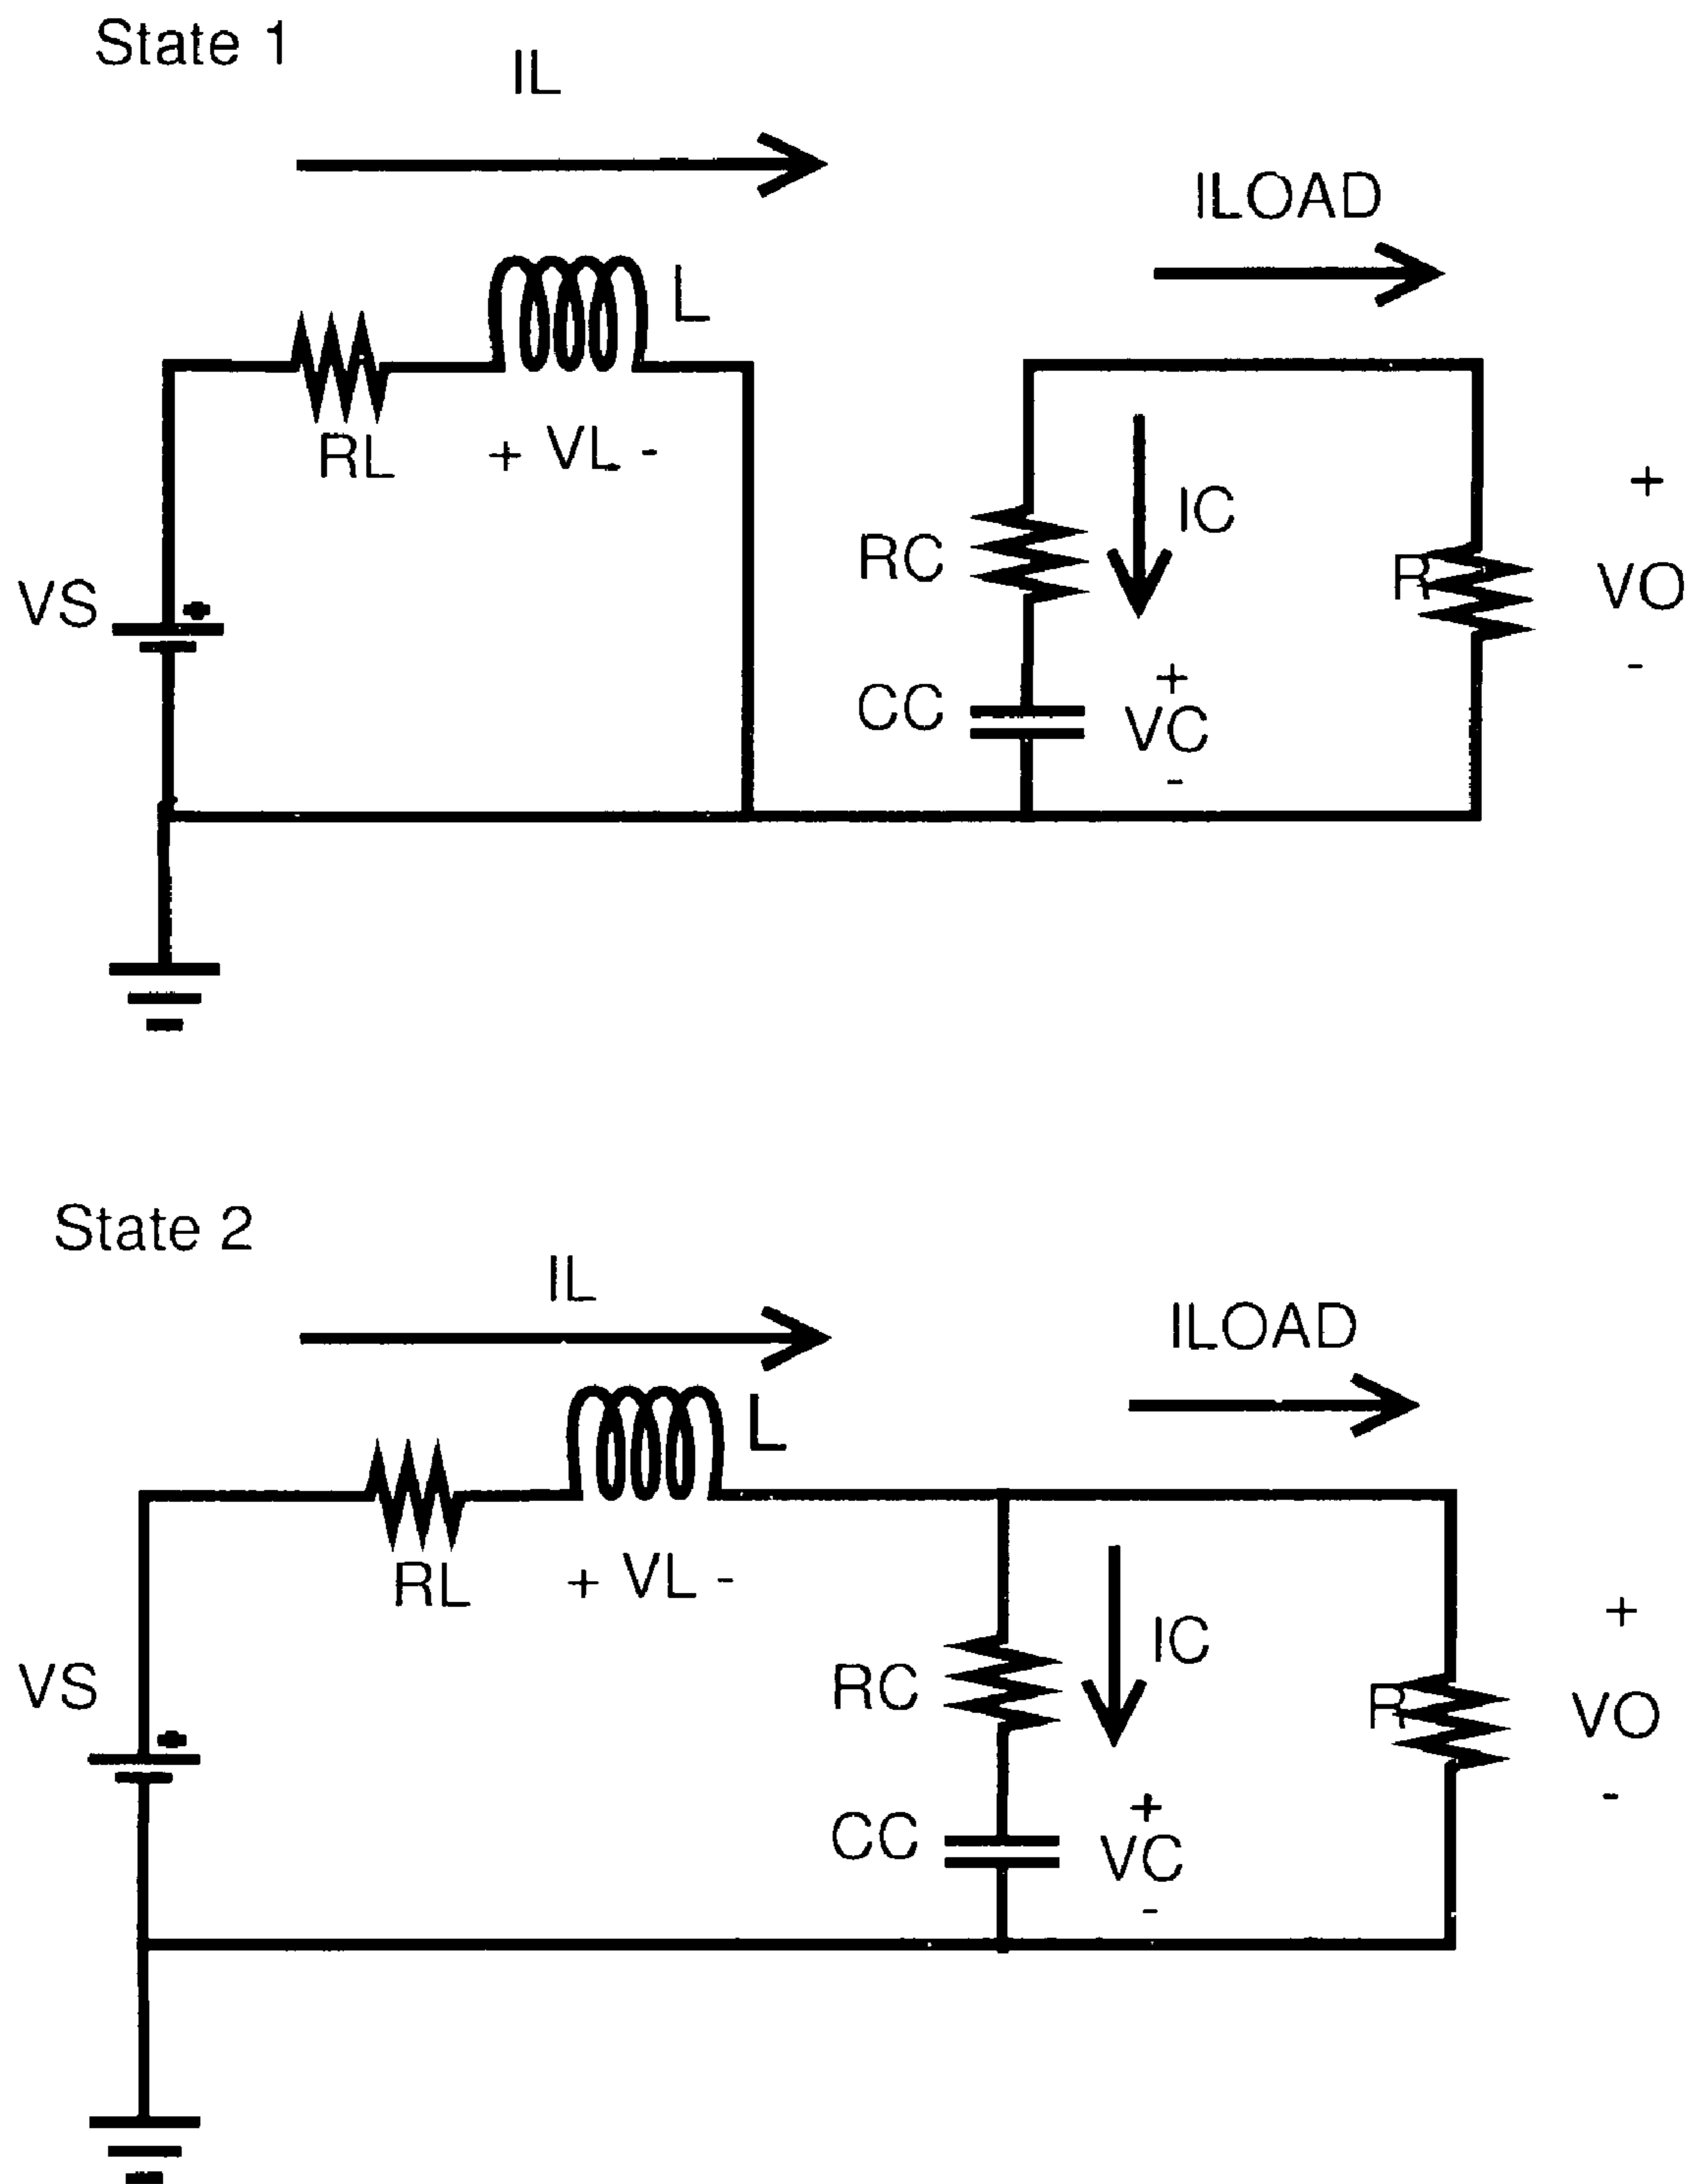 State 1
IL
ILOAD
L
RL
+ VL -
IC
RC
R
+
VO
-
VS
CC
+
VC
-
State 2
IL
ILOAD
L
RL
+ VL -
IC
RC
R
+
VO
-
VS
CC
+
VC
-